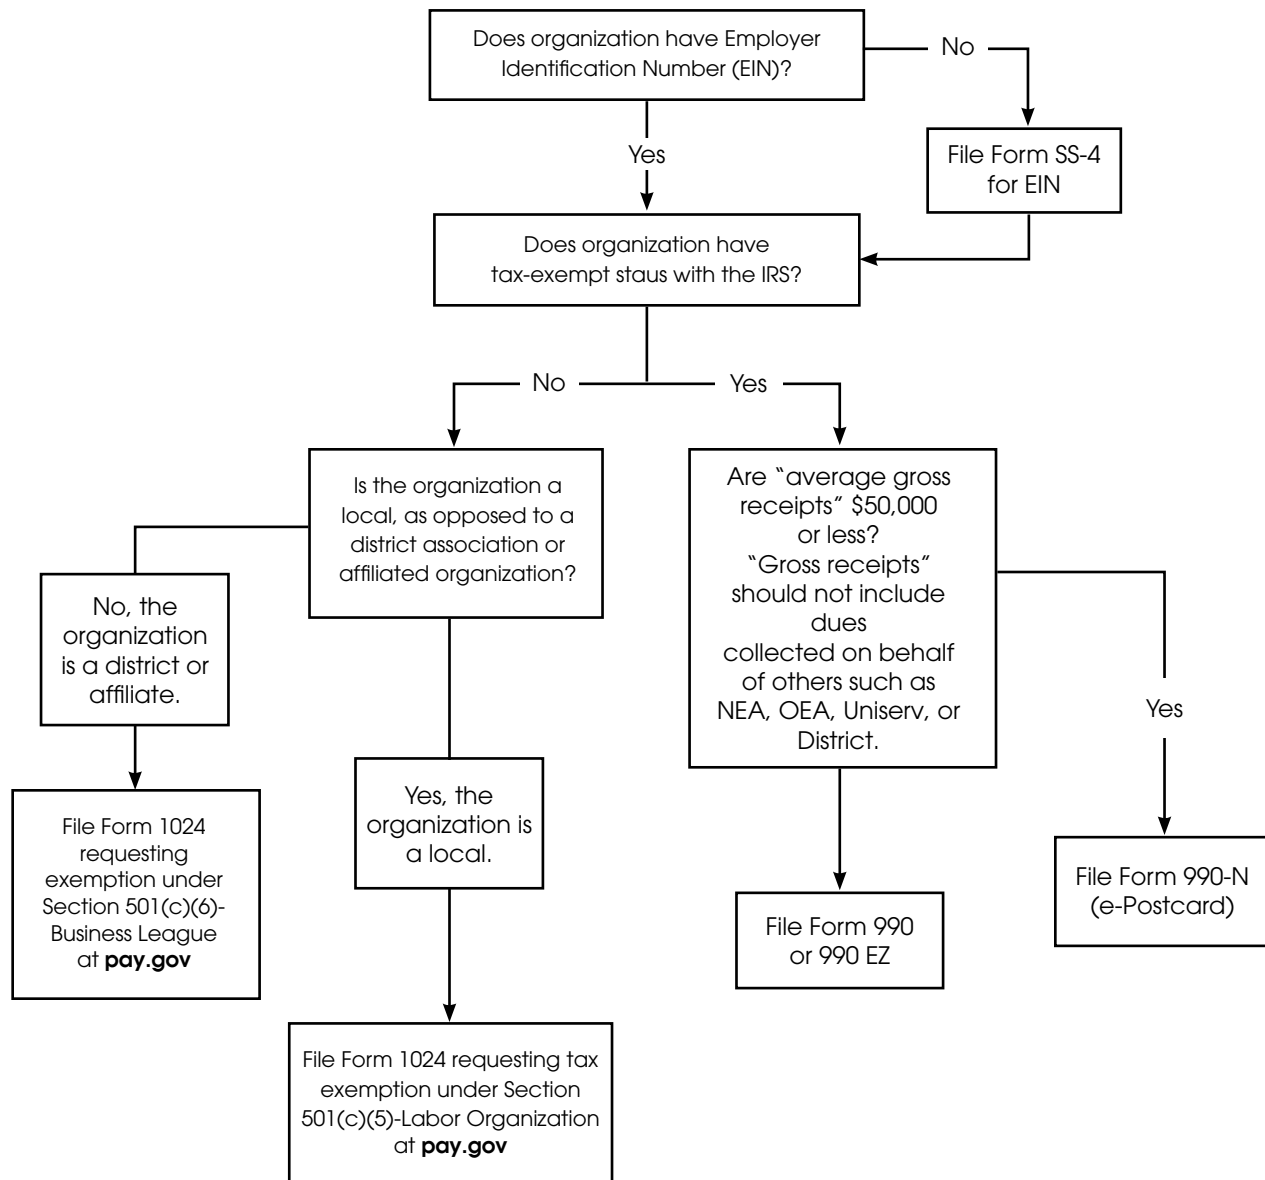 Does organization have Employer
Identification Number (EIN)?
No
File Form SS-4
for EIN
Yes
Does organization have
tax-exempt staus with the IRS?
No
Yes
Is the organization a
local, as opposed to a
district association or
affiliated organization?
Are “average gross
receipts” $50,000
or less?
“Gross receipts”
should not include
dues
collected on behalf
of others such as
NEA, OEA, Uniserv, or
District.
No, the
organization
is a district or
affiliate.
Yes
Yes, the
organization is
a local.
File Form 1024
requesting
exemption under
Section 501(c)(6)-
Business League
at pay.gov
File Form 990-N
(e-Postcard)
File Form 990
or 990 EZ
File Form 1024 requesting tax
exemption under Section
501(c)(5)-Labor Organization
at pay.gov